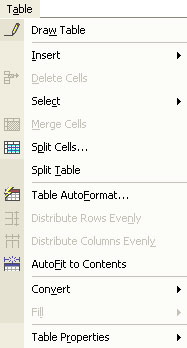 Table
Draw Table
Insert
Delete Cells
Select
Merge Cells
Split Cells...
Split Table
Table AutoFormat...
Distribute Rows Evenly
Distribute Columns Evenly
AutoFit to Contents
Convert
Fill
Table Properties